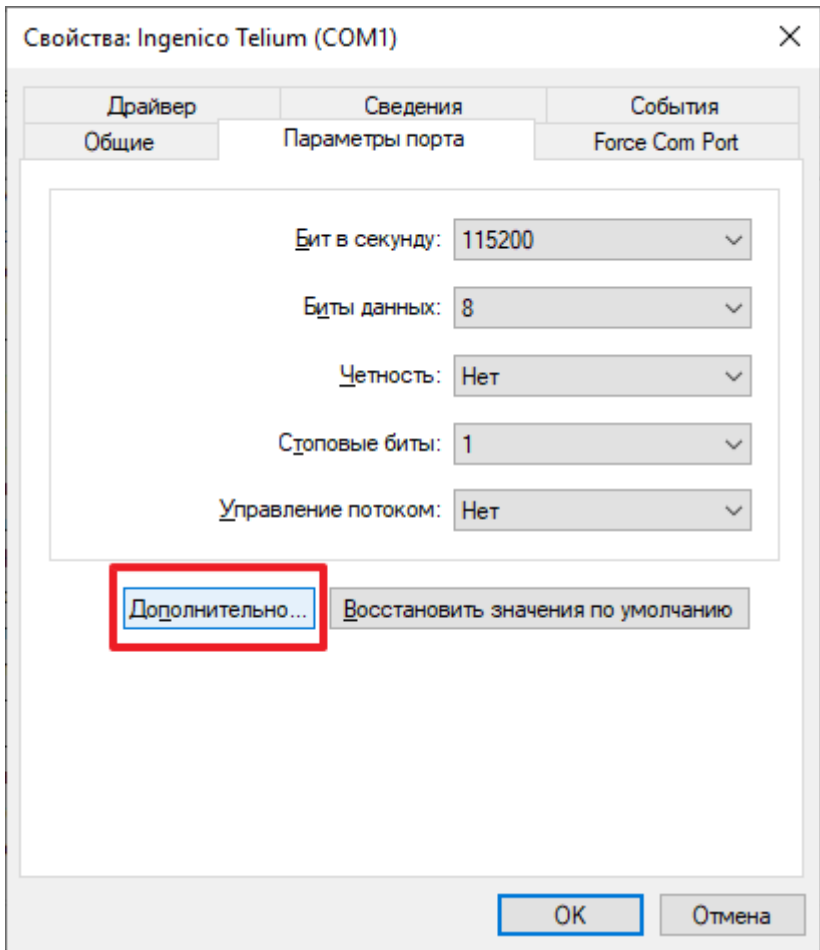 Свойства: Ingenico Telium (COM1)
Драйвер Сведения События
Общие Параметры порта Force Com Port
Бит в секунду: 115200
Биты данных: 8
Четность: Нет
Стоповые биты: 1
Управление потоком: Нет
Дополнительно... Восстановить значения по умолчанию
OK Отмена